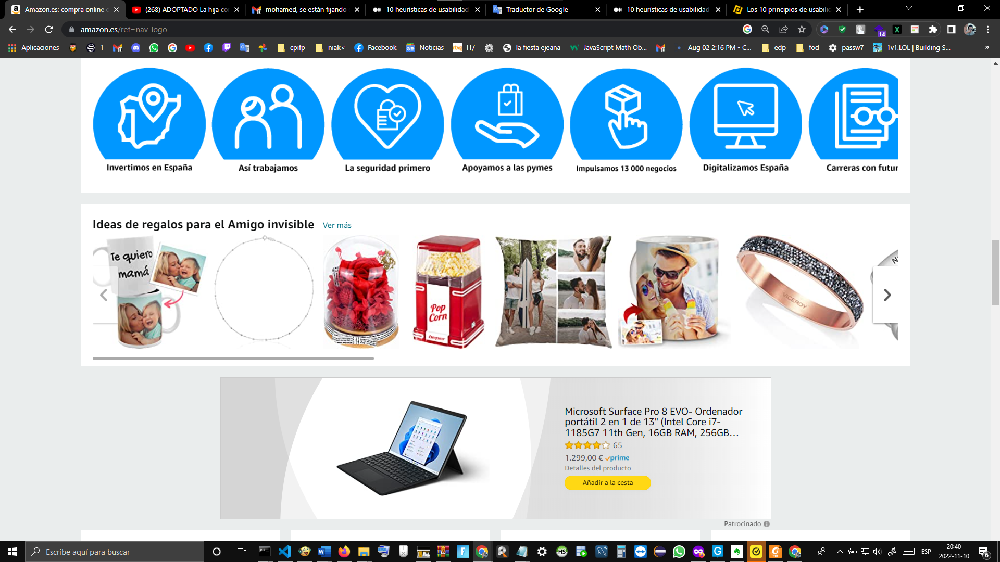 Amazon.es: compra online
(268) ADOPTADO La hija co
mohamed, se están fijando
10 heurísticas de usabilidad
Traductor de Google
10 heurísticas de usabilidad
Los 10 principios de usabili
amazon.es/ref=nav_logo
14
Aplicaciones
1
cpifp
niak<
Facebook
Noticias
rtve
l1/
la fiesta ejeana
JavaScript Math Ob...
Aug 02 2:16 PM - C...
edp
fod
passw7
1v1.LOL | Building S...
»
Invertimos en España
Así trabajamos
La seguridad primero
Apoyamos a las pymes
Impulsamos 13 000 negocios
Digitalizamos España
Carreras con futur
Ideas de regalos para el Amigo invisible
Ver más
Te quiero
mamá
Pop
Corn
beper
VICEROY
Microsoft Surface Pro 8 EVO- Ordenador
portátil 2 en 1 de 13" (Intel Core i7-
1185G7 11th Gen, 16GB RAM, 256GB...
65
1.299,00 € prime
Detalles del producto
Añadir a la cesta
Patrocinado
Escribe aquí para buscar
HS
ESP
20:40
2022-11-10
6